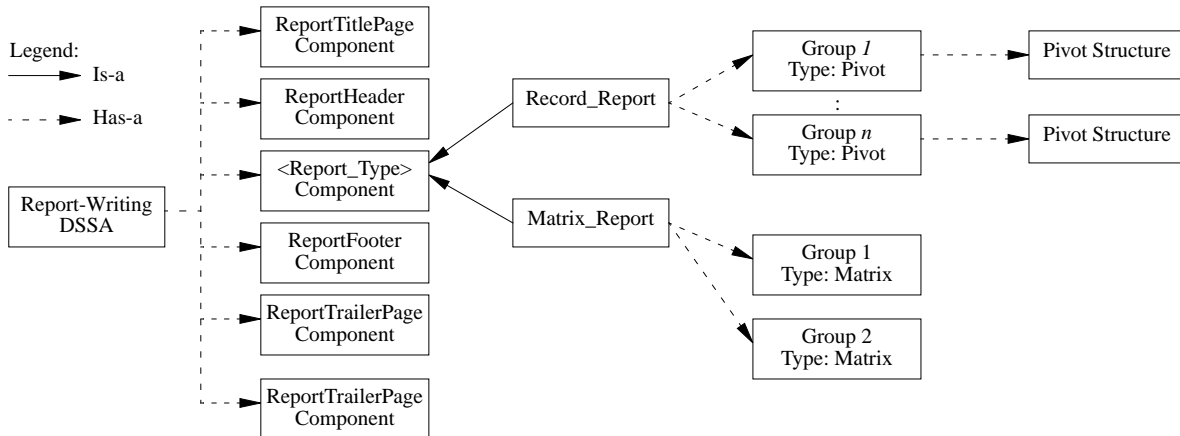 Legend:
Is-a
Has-a
Report-Writing
DSSA
ReportTitlePage
Component
ReportHeader
Component
<Report_Type>
Component
ReportFooter
Component
ReportTrailerPage
Component
ReportTrailerPage
Component
Record_Report
Matrix_Report
Group 1
Type: Pivot
:
Group n
Type: Pivot
Group 1
Type: Matrix
Group 2
Type: Matrix
Pivot Structure
Pivot Structure